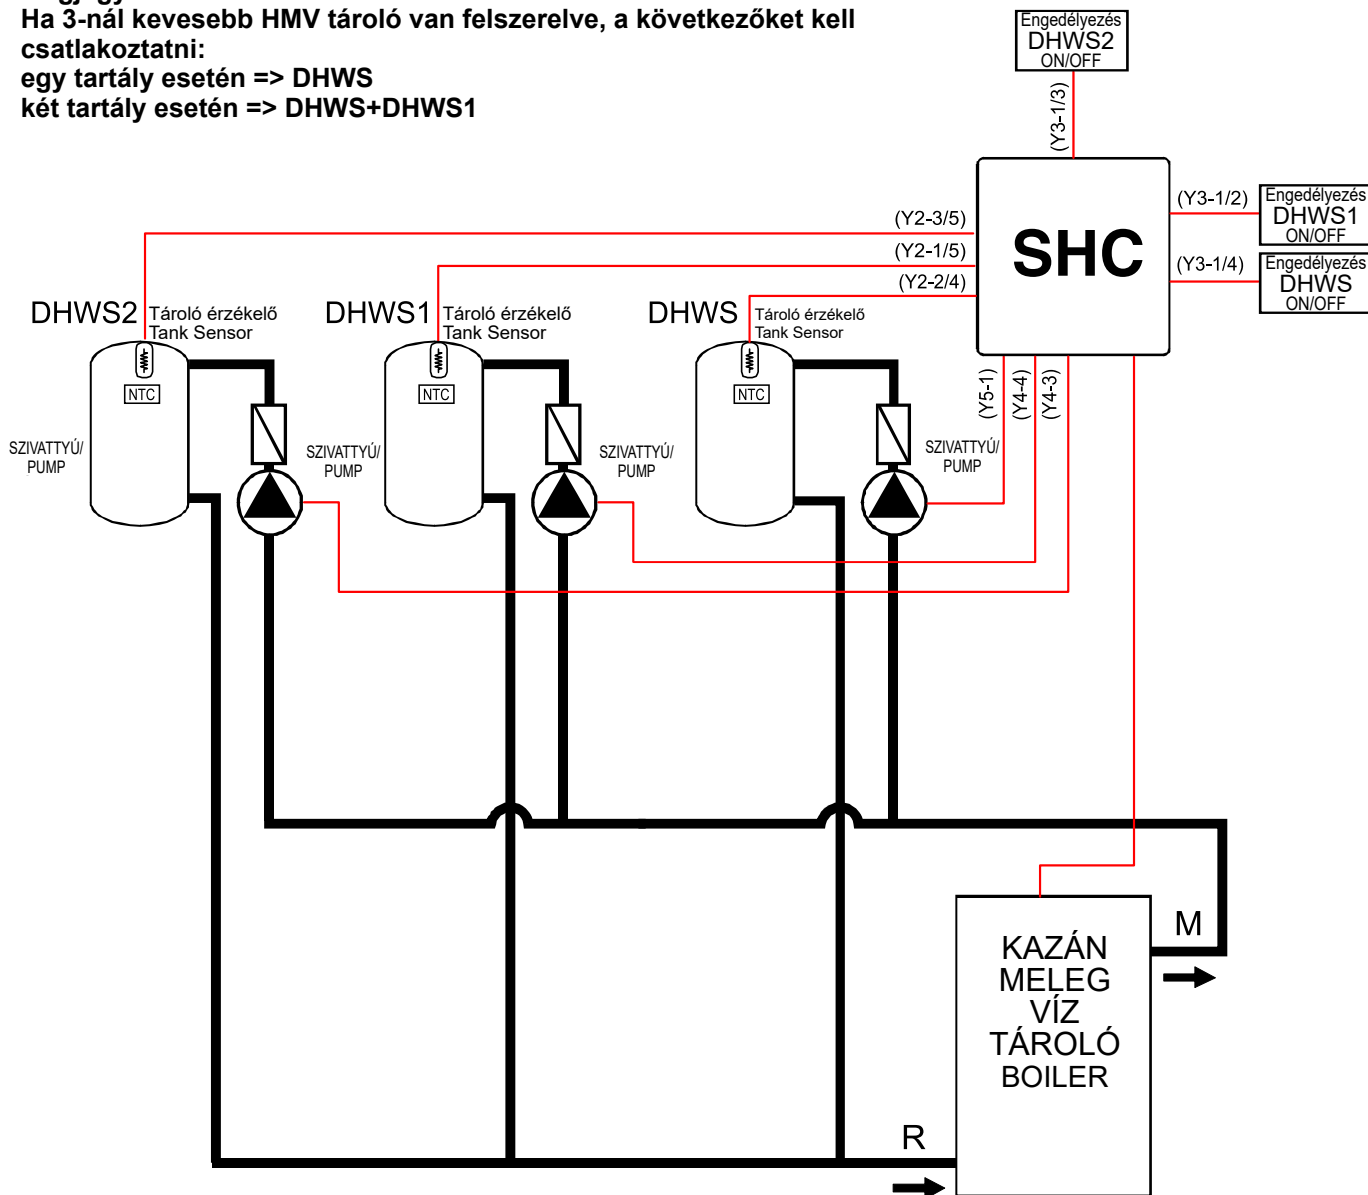 Ha 3-nál kevesebb HMV tároló van felszerelve, a következőket kell
csatlakoztatni:
egy tartály esetén => DHWS
két tartály esetén => DHWS+DHWS1
Engedélyezés
DHWS2
ON/OFF
(Y3-1/3)
SHC
(Y3-1/2)
Engedélyezés
DHWS1
ON/OFF
(Y3-1/4)
Engedélyezés
DHWS
ON/OFF
(Y2-3/5)
(Y2-1/5)
(Y2-2/4)
DHWS2
Tároló érzékelő
Tank Sensor
NTC
SZIVATTYÚ/
PUMP
DHWS1
Tároló érzékelő
Tank Sensor
NTC
SZIVATTYÚ/
PUMP
DHWS
Tároló érzékelő
Tank Sensor
NTC
SZIVATTYÚ/
PUMP
(Y5-1)
(Y4-4)
(Y4-3)
KAZÁN
MELEG
VÍZ
TÁROLÓ
BOILER
M
R